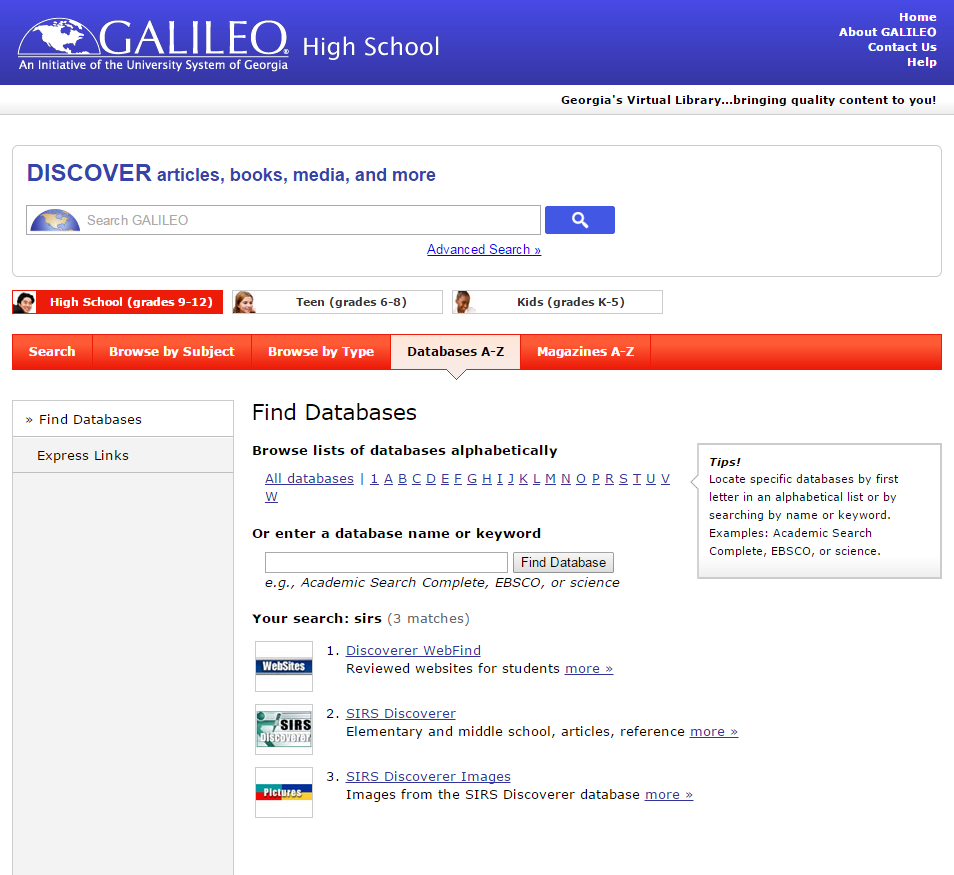 GALILEO® High School
An Initiative of the University System of Georgia
Home
About GALILEO
Contact Us
Help
Georgia's Virtual Library...bringing quality content to you!
DISCOVER articles, books, media, and more
Search GALILEO
Advanced Search »
High School (grades 9-12) Teen (grades 6-8) Kids (grades K-5)
Search Browse by Subject Browse by Type Databases A-Z Magazines A-Z
» Find Databases
Express Links
Find Databases
Browse lists of databases alphabetically
All databases | 1 A B C D E F G H I J K L M N O P R S T U V
W
Tips!
Locate specific databases by first
letter in an alphabetical list or by
searching by name or keyword.
Examples: Academic Search
Complete, EBSCO, or science.
Or enter a database name or keyword
Find Database
e.g., Academic Search Complete, EBSCO, or science
Your search: sirs (3 matches)
WebSites
1. Discoverer WebFind
Reviewed websites for students more »
SIRS
Discoverer
2. SIRS Discoverer
Elementary and middle school, articles, reference more »
Pictures
3. SIRS Discoverer Images
Images from the SIRS Discoverer database more »